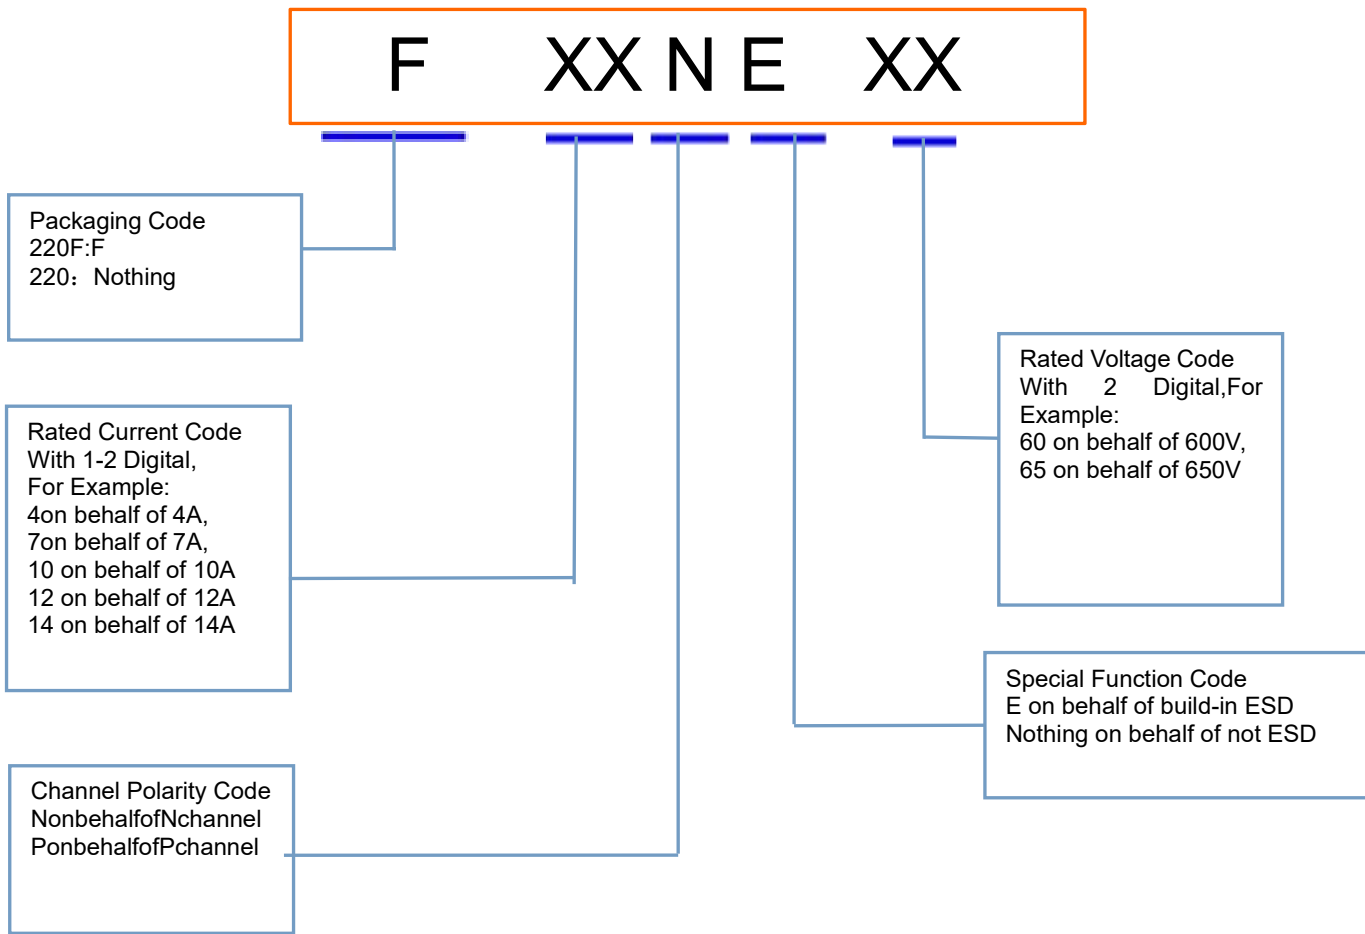 F XX N E XX
Packaging Code
220F:F
220：Nothing
Rated Current Code
With 1-2 Digital,
For Example:
4on behalf of 4A,
7on behalf of 7A,
10 on behalf of 10A
12 on behalf of 12A
14 on behalf of 14A
Channel Polarity Code
NonbehalfofNchannel
PonbehalfofPchannel
Rated Voltage Code
With 2 Digital,For
Example:
60 on behalf of 600V,
65 on behalf of 650V
Special Function Code
E on behalf of build-in ESD
Nothing on behalf of not ESD